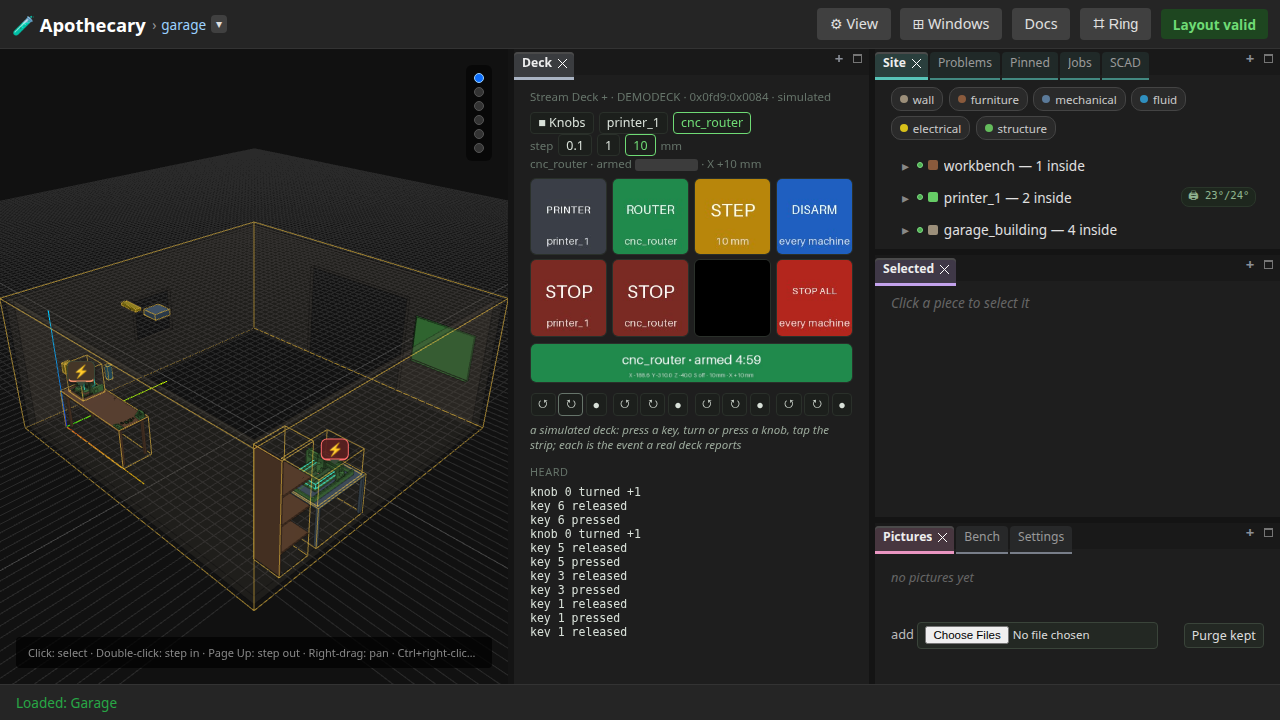 Apothecary › garage ▾
⚙ View
⊞ Windows
Docs
⌗ Ring
Layout valid
Click: select · Double-click: step in · Page Up: step out · Right-drag: pan · Ctrl+right-clic...
Deck
Stream Deck + · DEMODECK · 0x0fd9:0x0084 · simulated
■ Knobs printer_1 cnc_router
step 0.1 1 10 mm
cnc_router · armed · X +10 mm
PRINTER ROUTER STEP DISARM
printer_1 cnc_router 10 mm every machine
STOP STOP STOP ALL
printer_1 cnc_router every machine
cnc_router · armed 4:59
a simulated deck: press a key, turn or press a knob, tap the
strip; each is the event a real deck reports
HEARD
knob 0 turned +1
key 6 released
key 6 pressed
knob 0 turned +1
key 5 released
key 5 pressed
key 3 released
key 3 pressed
key 1 released
key 1 pressed
key 1 released
Site Problems Pinned Jobs SCAD
wall furniture mechanical fluid
electrical structure
workbench — 1 inside
printer_1 — 2 inside 23°/24°
garage_building — 4 inside
Selected
Click a piece to select it
Pictures Bench Settings
no pictures yet
add Choose Files No file chosen Purge kept
Loaded: Garage